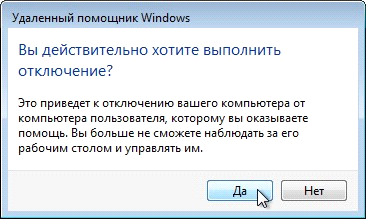 Удаленный помощник Windows
Вы действительно хотите выполнить
отключение?
Это приведет к отключению вашего компьютера от
компьютера пользователя, которому вы оказываете
помощь. Вы больше не сможете наблюдать за его
рабочим столом и управлять им.
Да
Нет